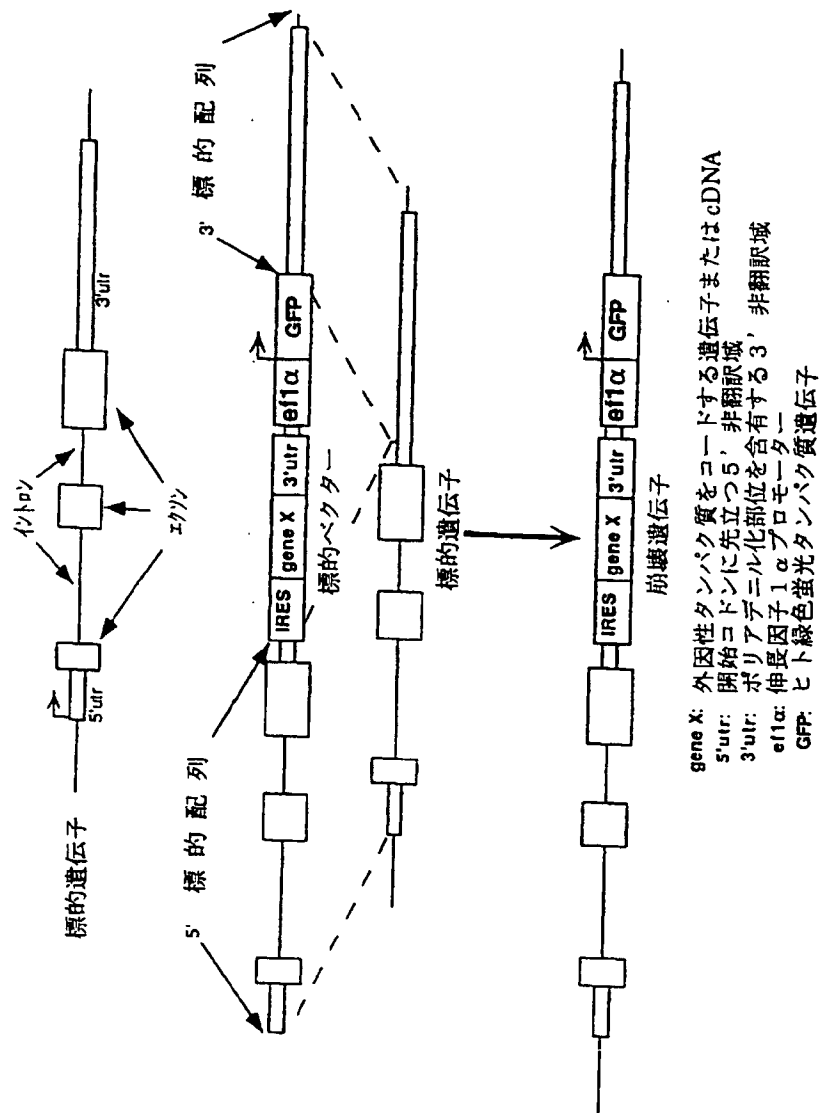 標的遺伝子
5'utr
イントロン
エクソン
3'utr
5' 標的配列
IRES
gene X
3'utr
ef1α
GFP
3' 標的配列
標的ベクター
標的遺伝子
IRES
gene X
3'utr
ef1α
GFP
崩壊遺伝子
gene X: 外因性タンパク質をコードする遺伝子またはcDNA
5'utr: 開始コドンに先立つ5' 非翻訳域
3'utr: ポリアデニル化部位を含有する3' 非翻訳域
ef1α: 伸長因子1αプロモーター
GFP: ヒト緑色蛍光タンパク質遺伝子